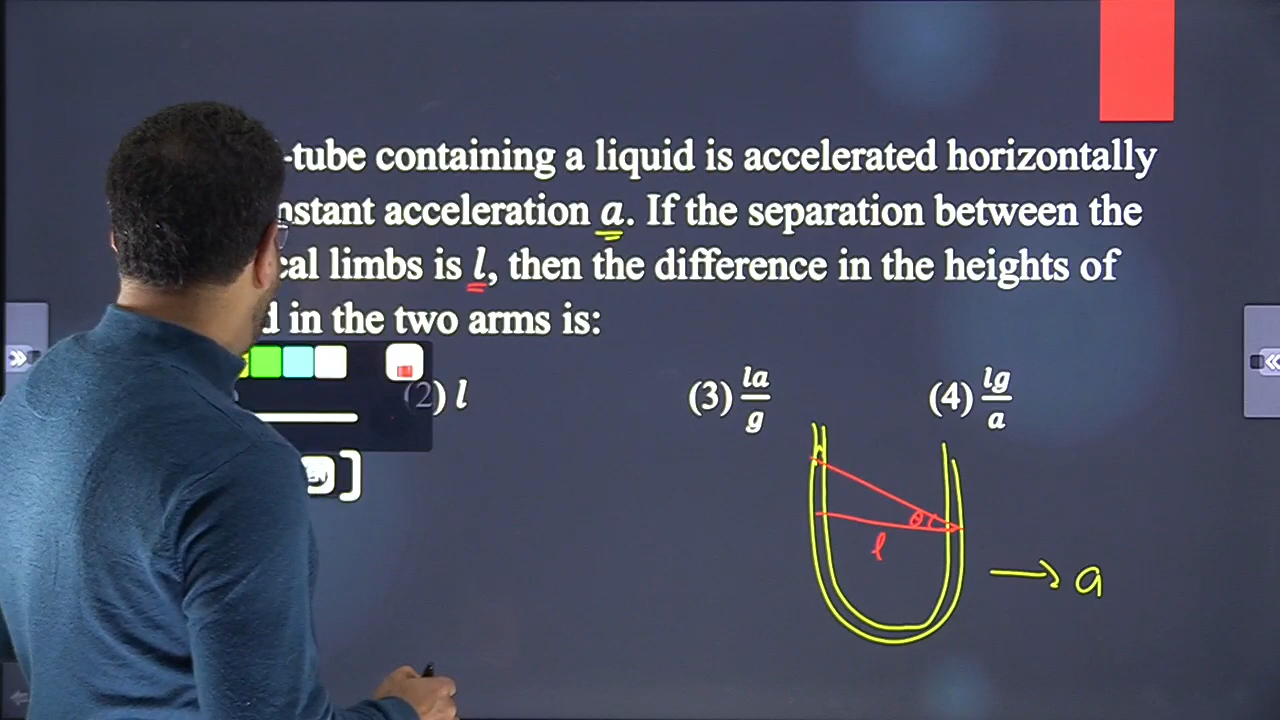 -tube containing a liquid is accelerated horizontally
nstant acceleration a. If the separation between the
cal limbs is l, then the difference in the heights of
d in the two arms is:
(2) l (3) la/g (4) lg/a
θ
l
a